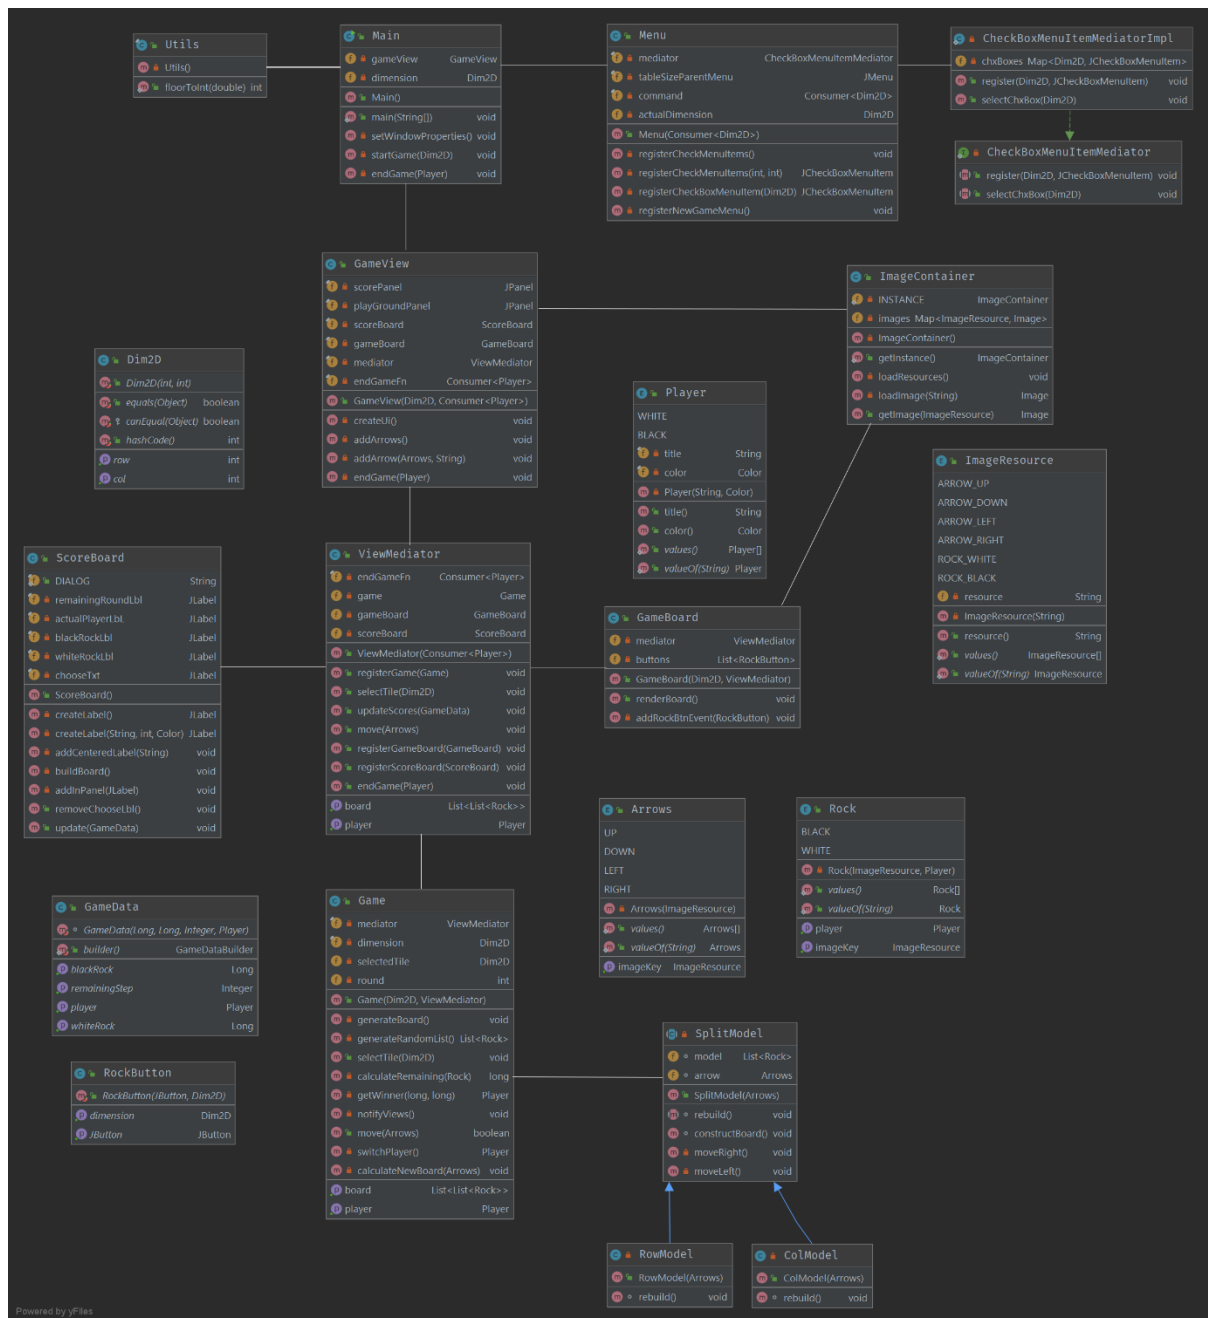 Utils
Utils()
floorToInt(double) int
Main
gameView GameView
dimension Dim2D
Main()
main(String[]) void
setWindowProperties() void
startGame(Dim2D) void
endGame(Player) void
Menu
mediator CheckBoxMenuItemMediator
tableSizeParentMenu JMenu
command Consumer<Dim2D>
actualDimension Dim2D
Menu(Consumer<Dim2D>)
registerCheckMenuItems() void
registerCheckMenuItems(int, int) JCheckBoxMenuItem
registerCheckBoxMenuItem(Dim2D) JCheckBoxMenuItem
registerNewGameMenu() void
CheckBoxMenuItemMediatorImpl
chxBoxes Map<Dim2D, JCheckBoxMenuItem>
register(Dim2D, JCheckBoxMenuItem) void
selectChxBox(Dim2D) void
CheckBoxMenuItemMediator
register(Dim2D, JCheckBoxMenuItem) void
selectChxBox(Dim2D) void
GameView
scorePanel JPanel
playGroundPanel JPanel
scoreBoard ScoreBoard
gameBoard GameBoard
mediator ViewMediator
endGameFn Consumer<Player>
GameView(Dim2D, Consumer<Player>)
createUi() void
addArrows() void
addArrow(Arrows, String) void
endGame(Player) void
ImageContainer
INSTANCE ImageContainer
images Map<ImageResource, Image>
ImageContainer()
getInstance() ImageContainer
loadResources() void
loadImage(String) Image
getImage(ImageResource) Image
Dim2D
Dim2D(int, int)
equals(Object) boolean
canEqual(Object) boolean
hashCode() int
row int
col int
Player
WHITE
BLACK
title String
color Color
Player(String, Color)
title() String
color() Color
values() Player[]
valueOf(String) Player
ImageResource
ARROW_UP
ARROW_DOWN
ARROW_LEFT
ARROW_RIGHT
ROCK_WHITE
ROCK_BLACK
resource String
ImageResource(String)
resource() String
values() ImageResource[]
valueOf(String) ImageResource
ScoreBoard
DIALOG String
remainingRoundLbl JLabel
actualPlayerLbl JLabel
blackRockLbl JLabel
whiteRockLbl JLabel
chooseTxt JLabel
ScoreBoard()
createLabel() JLabel
createLabel(String, int, Color) JLabel
addCenteredLabel(String) void
buildBoard() void
addInPanel(JLabel) void
removeChooseLbl() void
update(GameData) void
ViewMediator
endGameFn Consumer<Player>
game Game
gameBoard GameBoard
scoreBoard ScoreBoard
ViewMediator(Consumer<Player>)
registerGame(Game) void
selectTile(Dim2D) void
updateScores(GameData) void
move(Arrows) void
registerGameBoard(GameBoard) void
registerScoreBoard(ScoreBoard) void
endGame(Player) void
board List<List<Rock>>
player Player
GameBoard
mediator ViewMediator
buttons List<RockButton>
GameBoard(Dim2D, ViewMediator)
renderBoard() void
addRockBtnEvent(RockButton) void
Arrows
UP
DOWN
LEFT
RIGHT
Arrows(ImageResource)
values() Arrows[]
valueOf(String) Arrows
imageKey ImageResource
Rock
BLACK
WHITE
Rock(ImageResource, Player)
values() Rock[]
valueOf(String) Rock
player Player
imageKey ImageResource
GameData
GameData(Long, Long, Integer, Player)
builder() GameDataBuilder
blackRock Long
remainingStep Integer
player Player
whiteRock Long
Game
mediator ViewMediator
dimension Dim2D
selectedTile Dim2D
round int
Game(Dim2D, ViewMediator)
generateBoard() void
generateRandomList() List<Rock>
selectTile(Dim2D) void
calculateRemaining(Rock) long
getWinner(long, long) Player
notifyViews() void
move(Arrows) boolean
switchPlayer() Player
calculateNewBoard(Arrows) void
board List<List<Rock>>
player Player
RockButton
RockButton(JButton, Dim2D)
dimension Dim2D
JButton JButton
SplitModel
model List<Rock>
arrow Arrows
SplitModel(Arrows)
rebuild() void
constructBoard() void
moveRight() void
moveLeft() void
RowModel
RowModel(Arrows)
rebuild() void
ColModel
ColModel(Arrows)
rebuild() void
Powered by yFiles